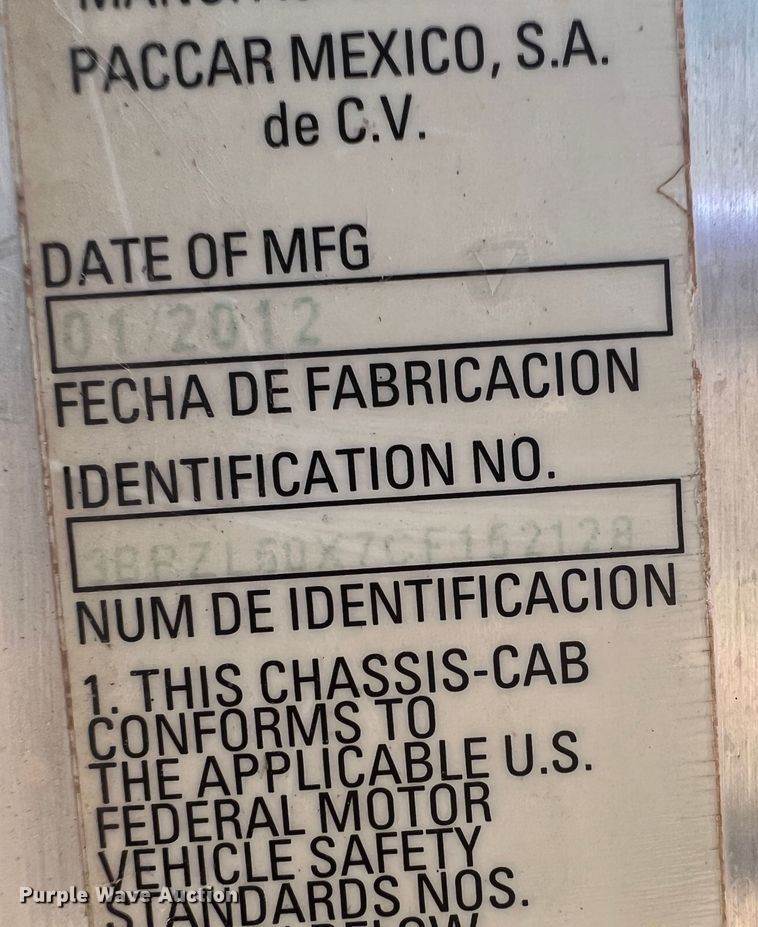 PACCAR MEXICO, S.A.
de C.V.
DATE OF MFG
01/2012
FECHA DE FABRICACION
IDENTIFICATION NO.
NUM DE IDENTIFICACION
1. THIS CHASSIS-CAB
CONFORMS TO
THE APPLICABLE U.S.
FEDERAL MOTOR
VEHICLE SAFETY
STANDARDS NOS.
BELOW
Purple Wave Auction